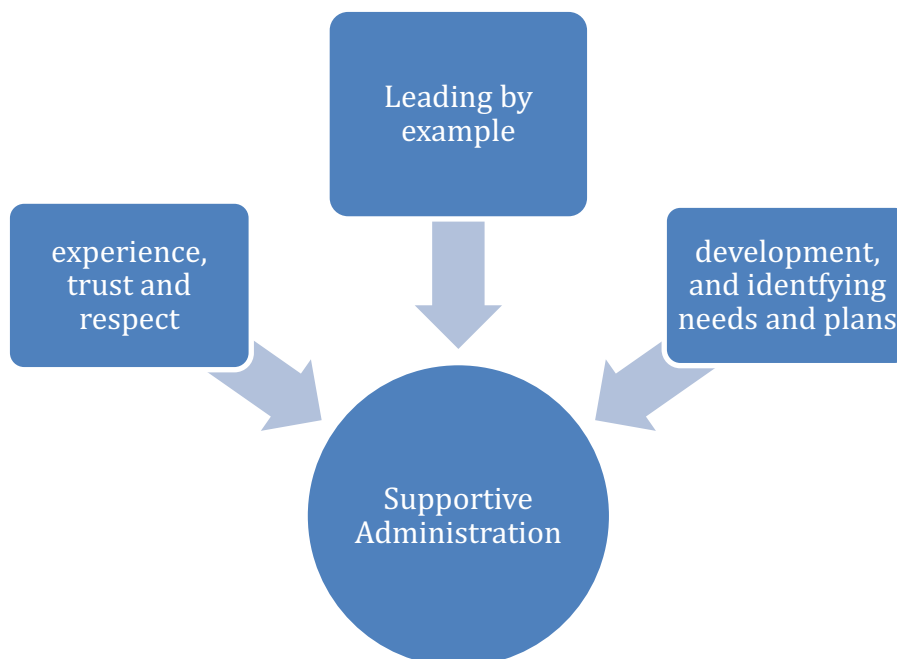 Leading by
example
experience,
trust and
respect
development,
and identfying
needs and plans
Supportive
Administration